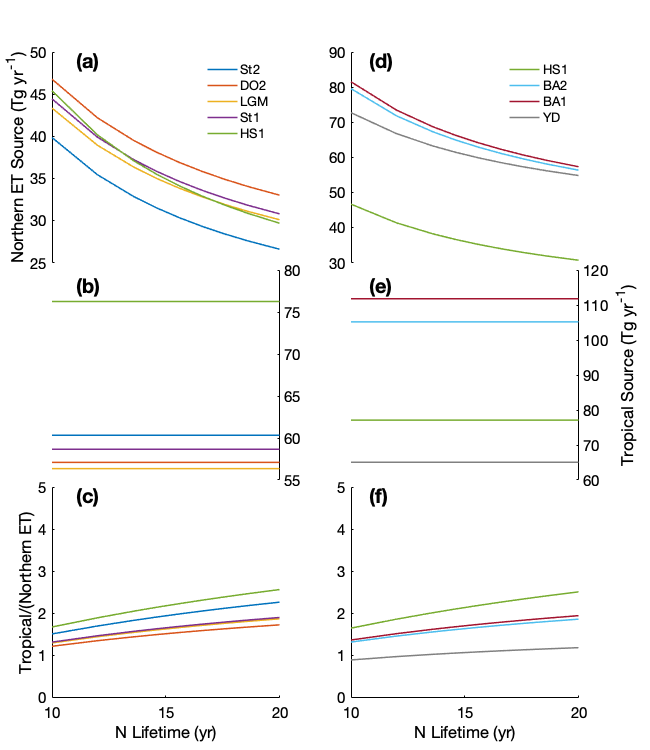 (a)
Northern ET Source (Tg yr⁻¹)
50
45
40
35
30
25
St2
DO2
LGM
St1
HS1
(d)
90
80
70
60
50
40
30
HS1
BA2
BA1
YD
(b)
80
75
70
65
60
55
(e)
120
110
100
90
80
70
60
Tropical Source (Tg yr⁻¹)
(c)
Tropical/(Northern ET)
5
4
3
2
1
0
10
15
20
N Lifetime (yr)
(f)
5
4
3
2
1
0
10
15
20
N Lifetime (yr)